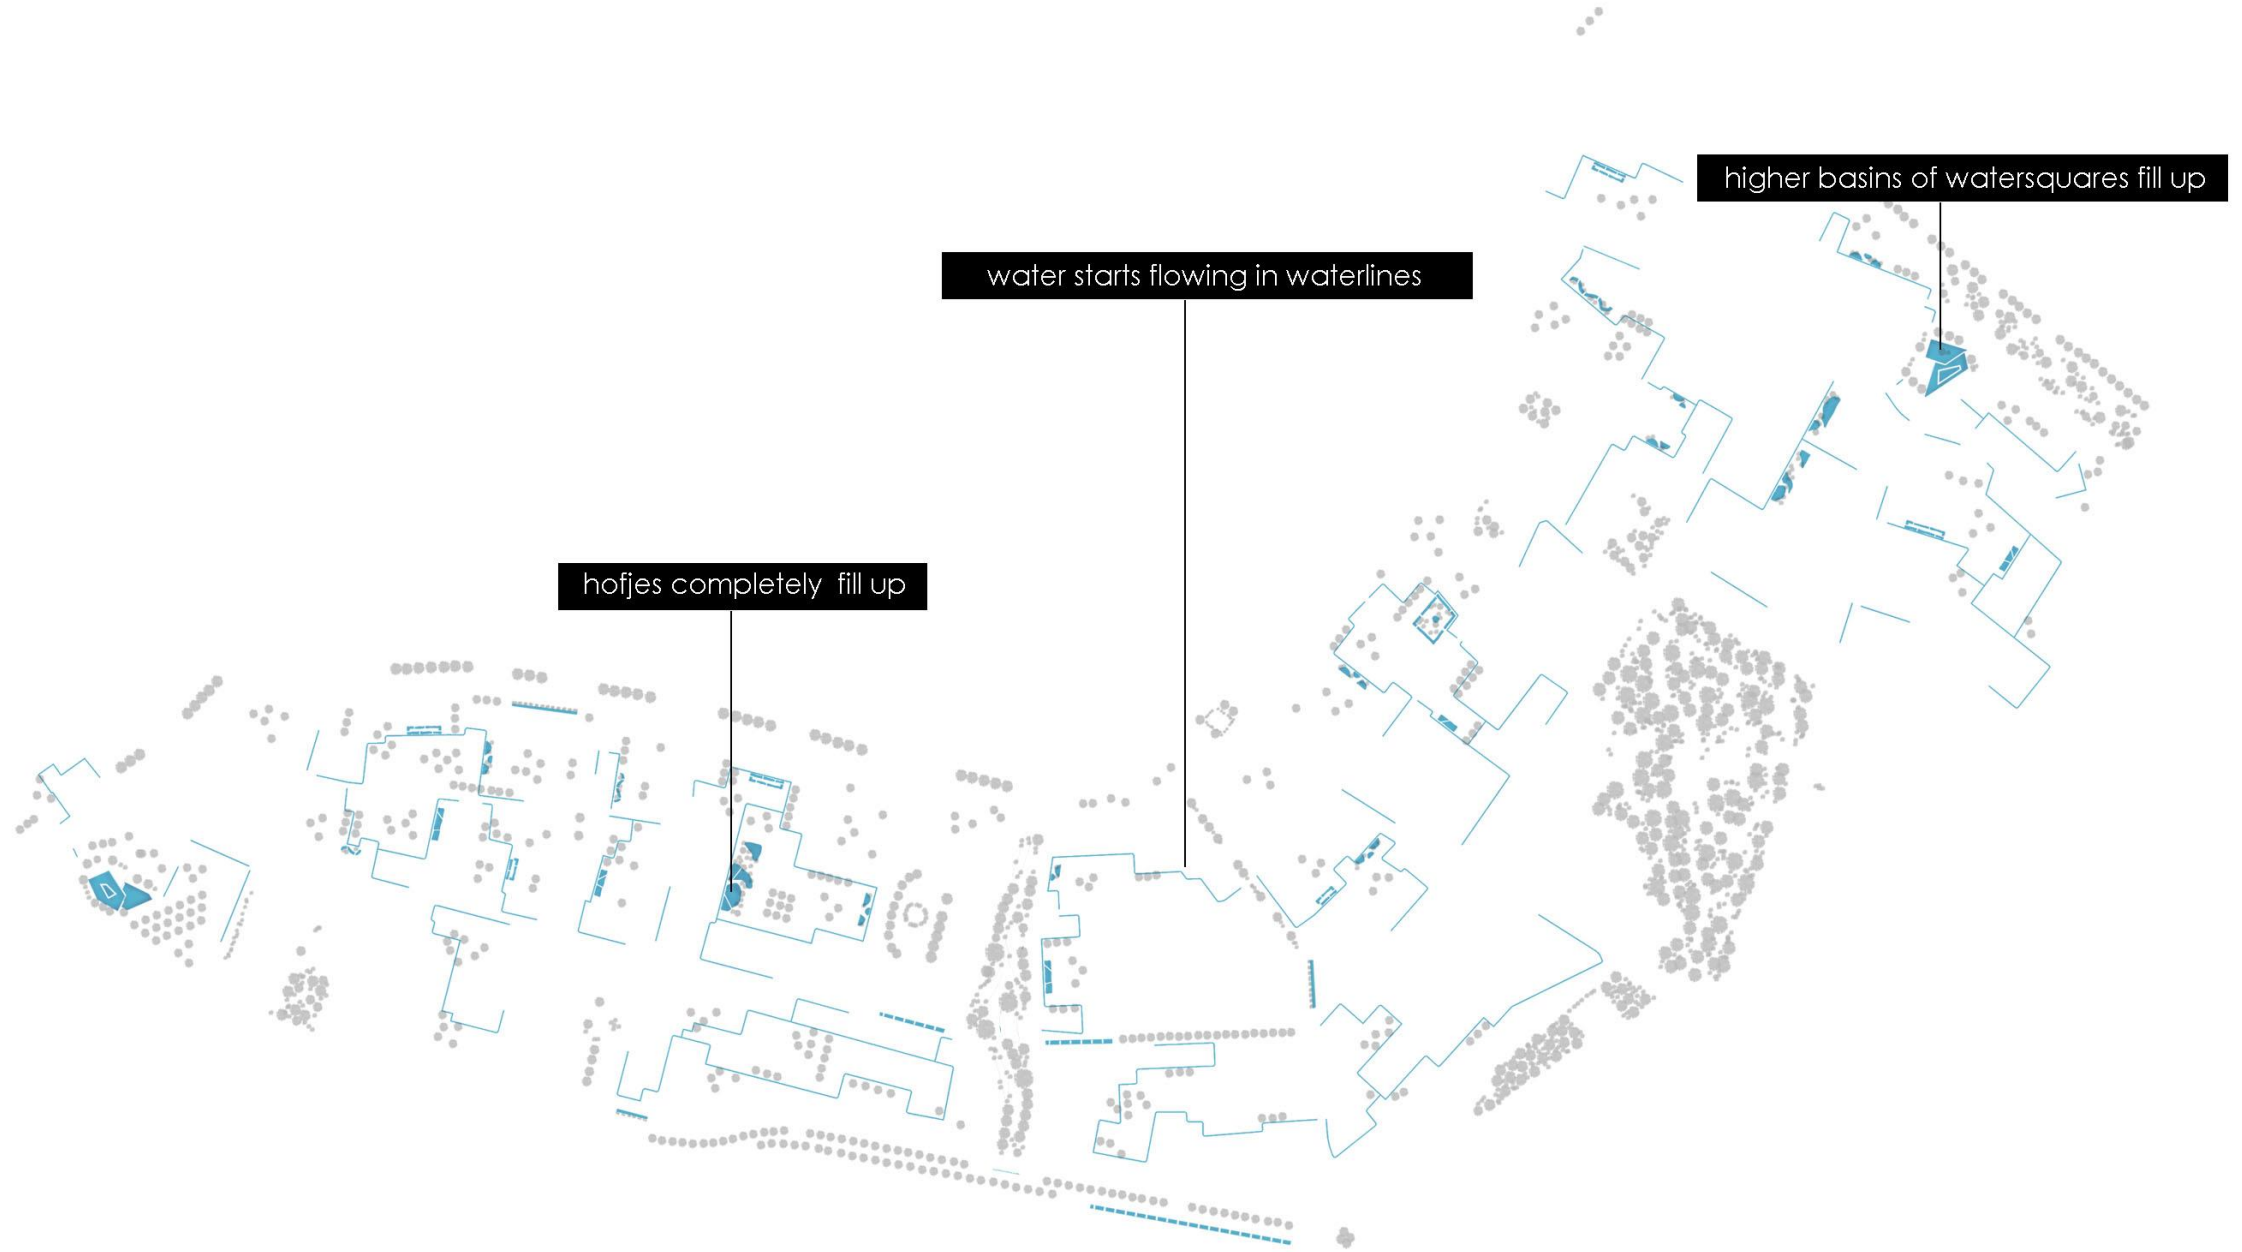 higher basins of watersquares fill up
water starts flowing in waterlines
hofjes completely  fill up